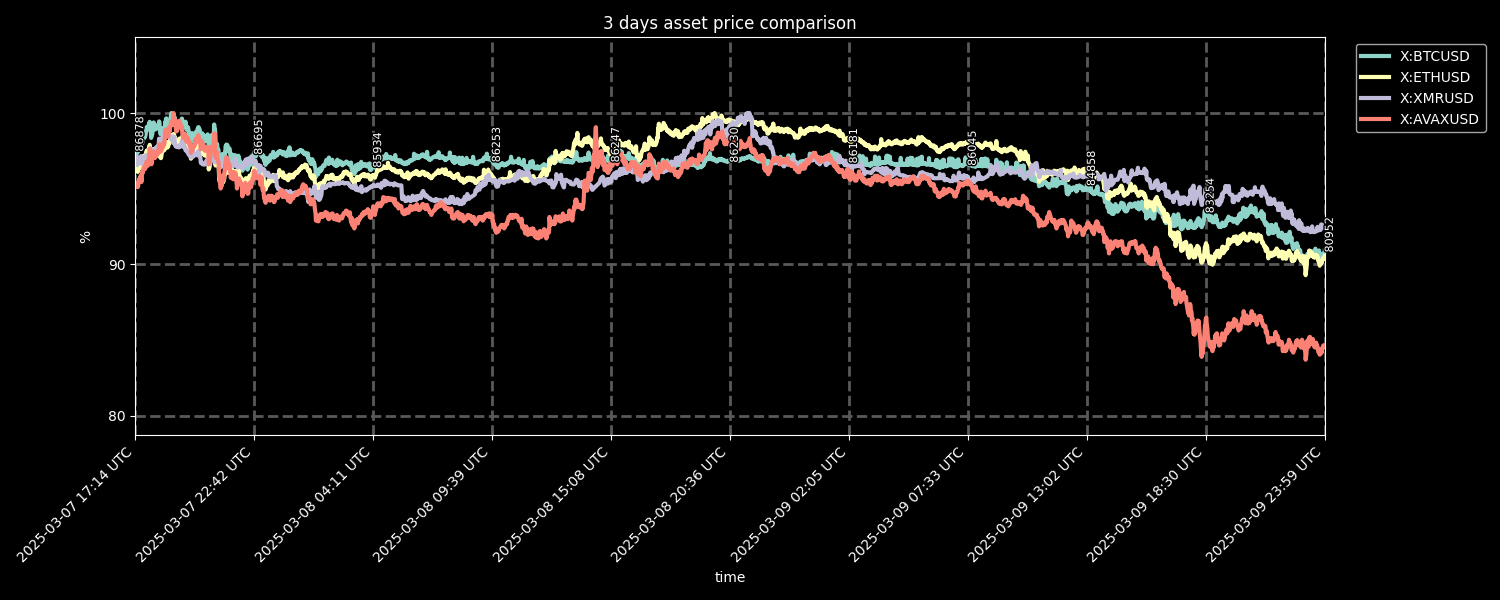 3 days asset price comparison
X:BTCUSD
X:ETHUSD
X:XMRUSD
X:AVAXUSD
%
100
90
80
86878
86695
85934
86253
86247
86230
86181
86045
84858
83254
80952
2025-03-07 17:14 UTC
2025-03-07 22:42 UTC
2025-03-08 04:11 UTC
2025-03-08 09:39 UTC
2025-03-08 15:08 UTC
2025-03-08 20:36 UTC
2025-03-09 02:05 UTC
2025-03-09 07:33 UTC
2025-03-09 13:02 UTC
2025-03-09 18:30 UTC
2025-03-09 23:59 UTC
time